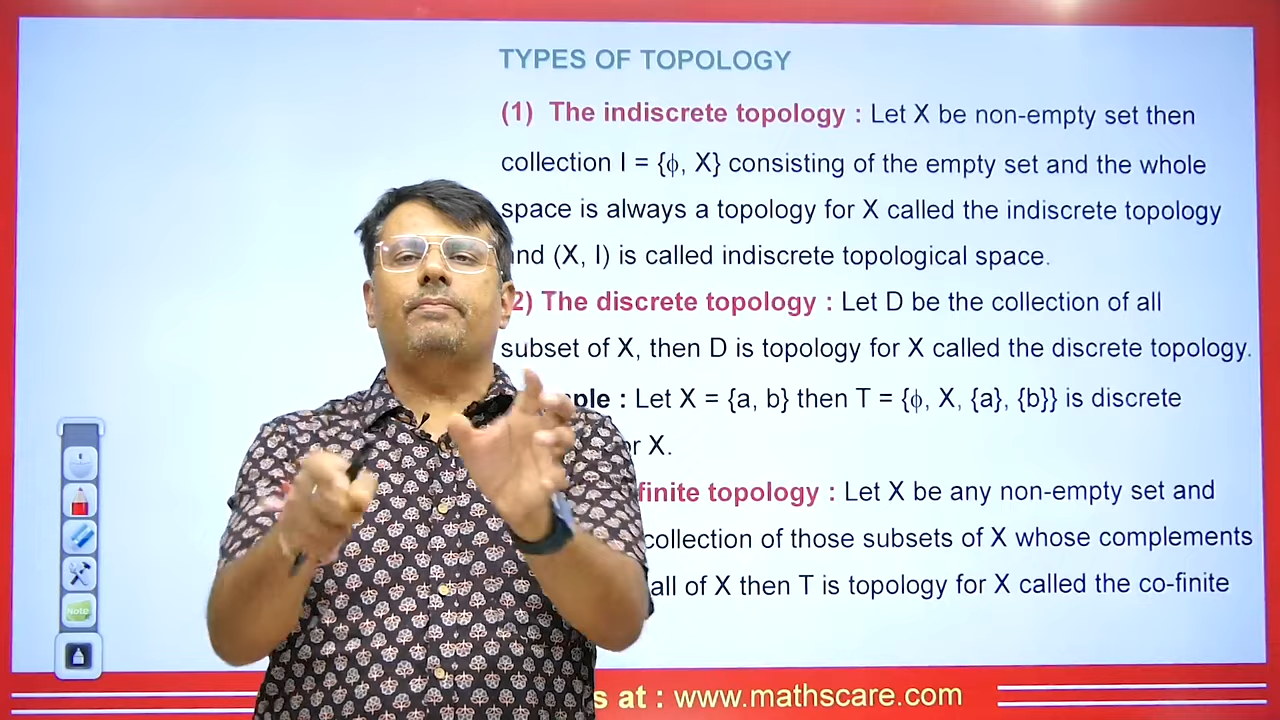 TYPES OF TOPOLOGY
(1) The indiscrete topology : Let X be non-empty set then
collection I = {ϕ, X} consisting of the empty set and the whole
space is always a topology for X called the indiscrete topology
and (X, I) is called indiscrete topological space.
2) The discrete topology : Let D be the collection of all
subset of X, then D is topology for X called the discrete topology.
: Let X = {a, b} then T = {ϕ, X, {a}, {b}} is discrete
X.
finite topology : Let X be any non-empty set and
collection of those subsets of X whose complements
all of X then T is topology for X called the co-finite
Note
at : www.mathscare.com